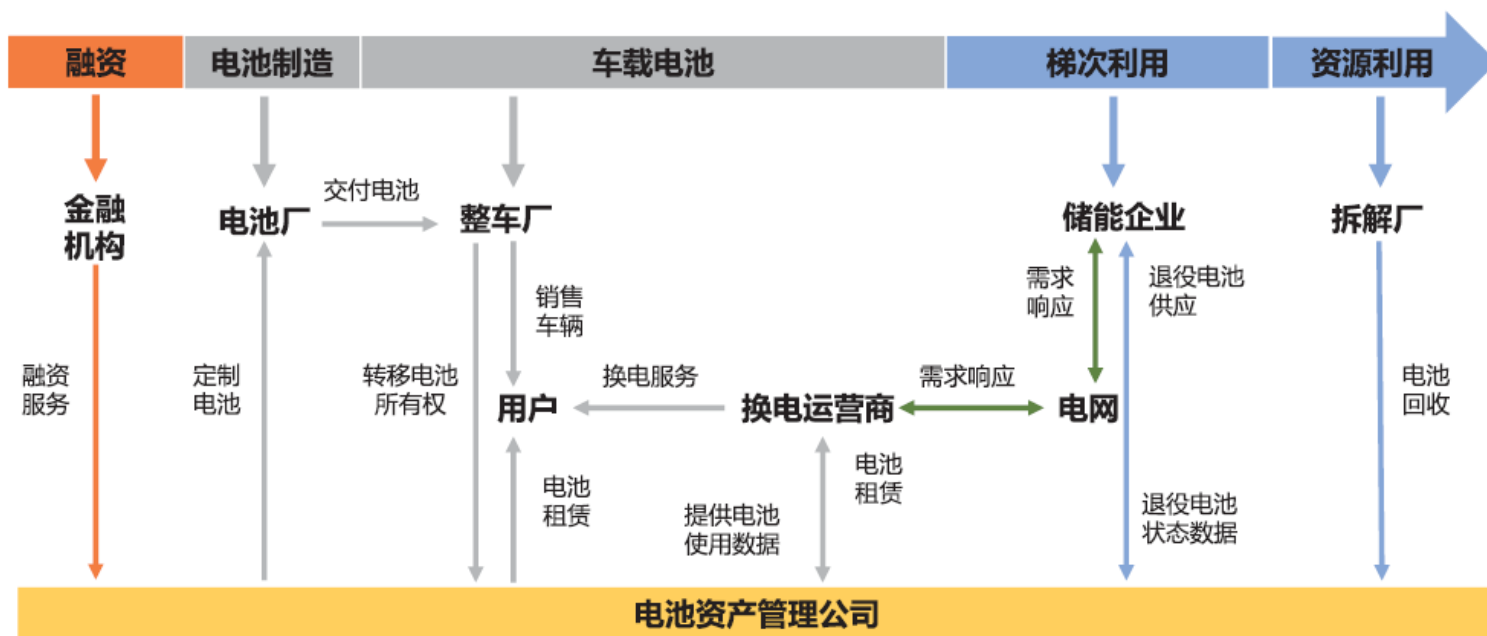 融资
电池制造
车载电池
梯次利用
资源利用
金融
机构
电池厂
交付电池
整车厂
储能企业
拆解厂
销售
车辆
需求
响应
退役电池
供应
融资
服务
定制
电池
转移电池
所有权
用户
换电服务
换电运营商
需求响应
电网
电池
回收
电池
租赁
提供电池
使用数据
电池
租赁
退役电池
状态数据
电池资产管理公司